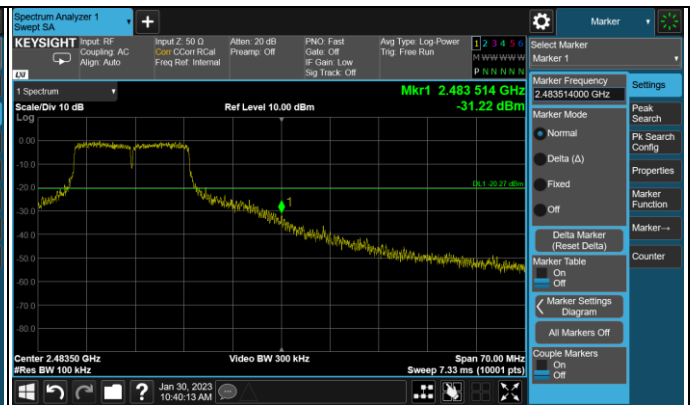 Spectrum Analyzer 1
Swept SA
+
Marker
KEYSIGHT
Input: RF
Coupling: AC
Align: Auto
Input Z: 50 Ω
Corr CCorr RCal
Freq Ref: Internal
Atten: 20 dB
Preamp: Off
PNO: Fast
Gate: Off
IF Gain: Low
Sig Track: Off
Avg Type: Log-Power
Trig: Free Run
1 2 3 4 5 6
M W W W W W
P N N N N N
LXI
Select Marker
Marker 1
1 Spectrum
Scale/Div 10 dB
Log
Ref Level 10.00 dBm
Mkr1 2.483 514 GHz
-31.22 dBm
0.00
-10.0
-20.0
-30.0
-40.0
-50.0
-60.0
-70.0
-80.0
DL1 -20.27 dBm
1
Center 2.48350 GHz
#Res BW 100 kHz
Video BW 300 kHz
Span 70.00 MHz
Sweep 7.33 ms (10001 pts)
Marker Frequency
2.483514000 GHz
Marker Mode
Normal
Delta (Δ)
Fixed
Off
Delta Marker
(Reset Delta)
Marker Table
On
Off
Marker Settings
Diagram
All Markers Off
Couple Markers
On
Off
Settings
Peak
Search
Pk Search
Config
Properties
Marker
Function
Marker→
Counter
?
Jan 30, 2023
10:40:13 AM